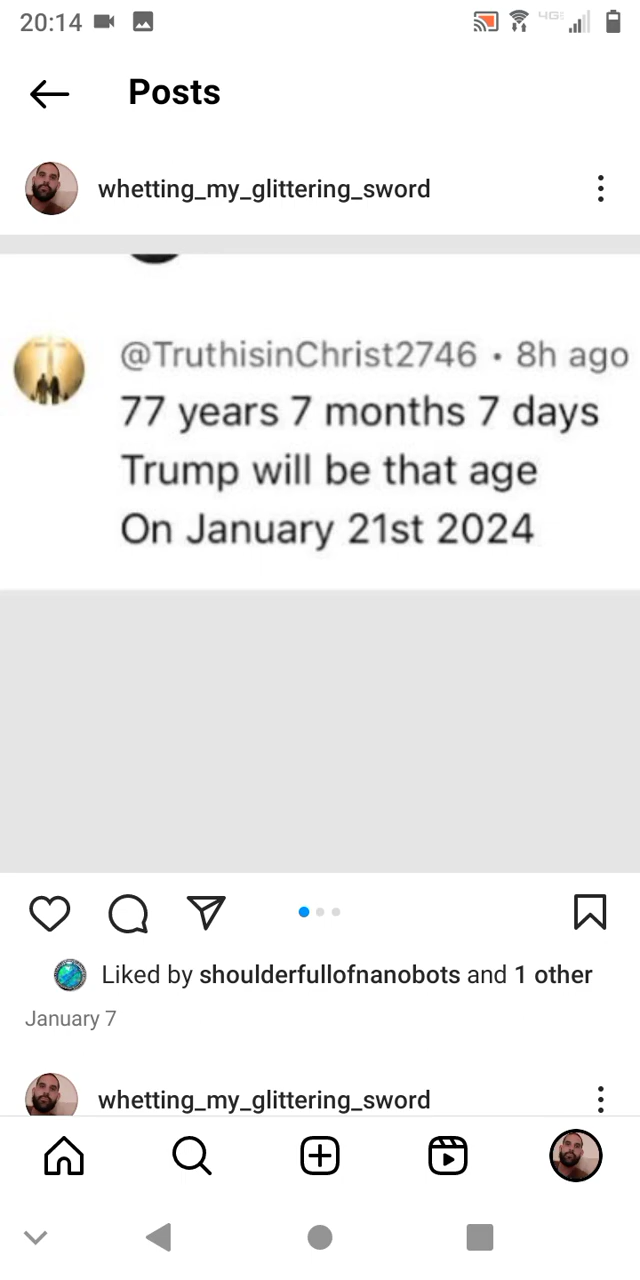 20:14
4GE
Posts
whetting_my_glittering_sword
@TruthisinChrist2746 • 8h ago
77 years 7 months 7 days
Trump will be that age
On January 21st 2024
Liked by shoulderfullofnanobots and 1 other
January 7
whetting_my_glittering_sword